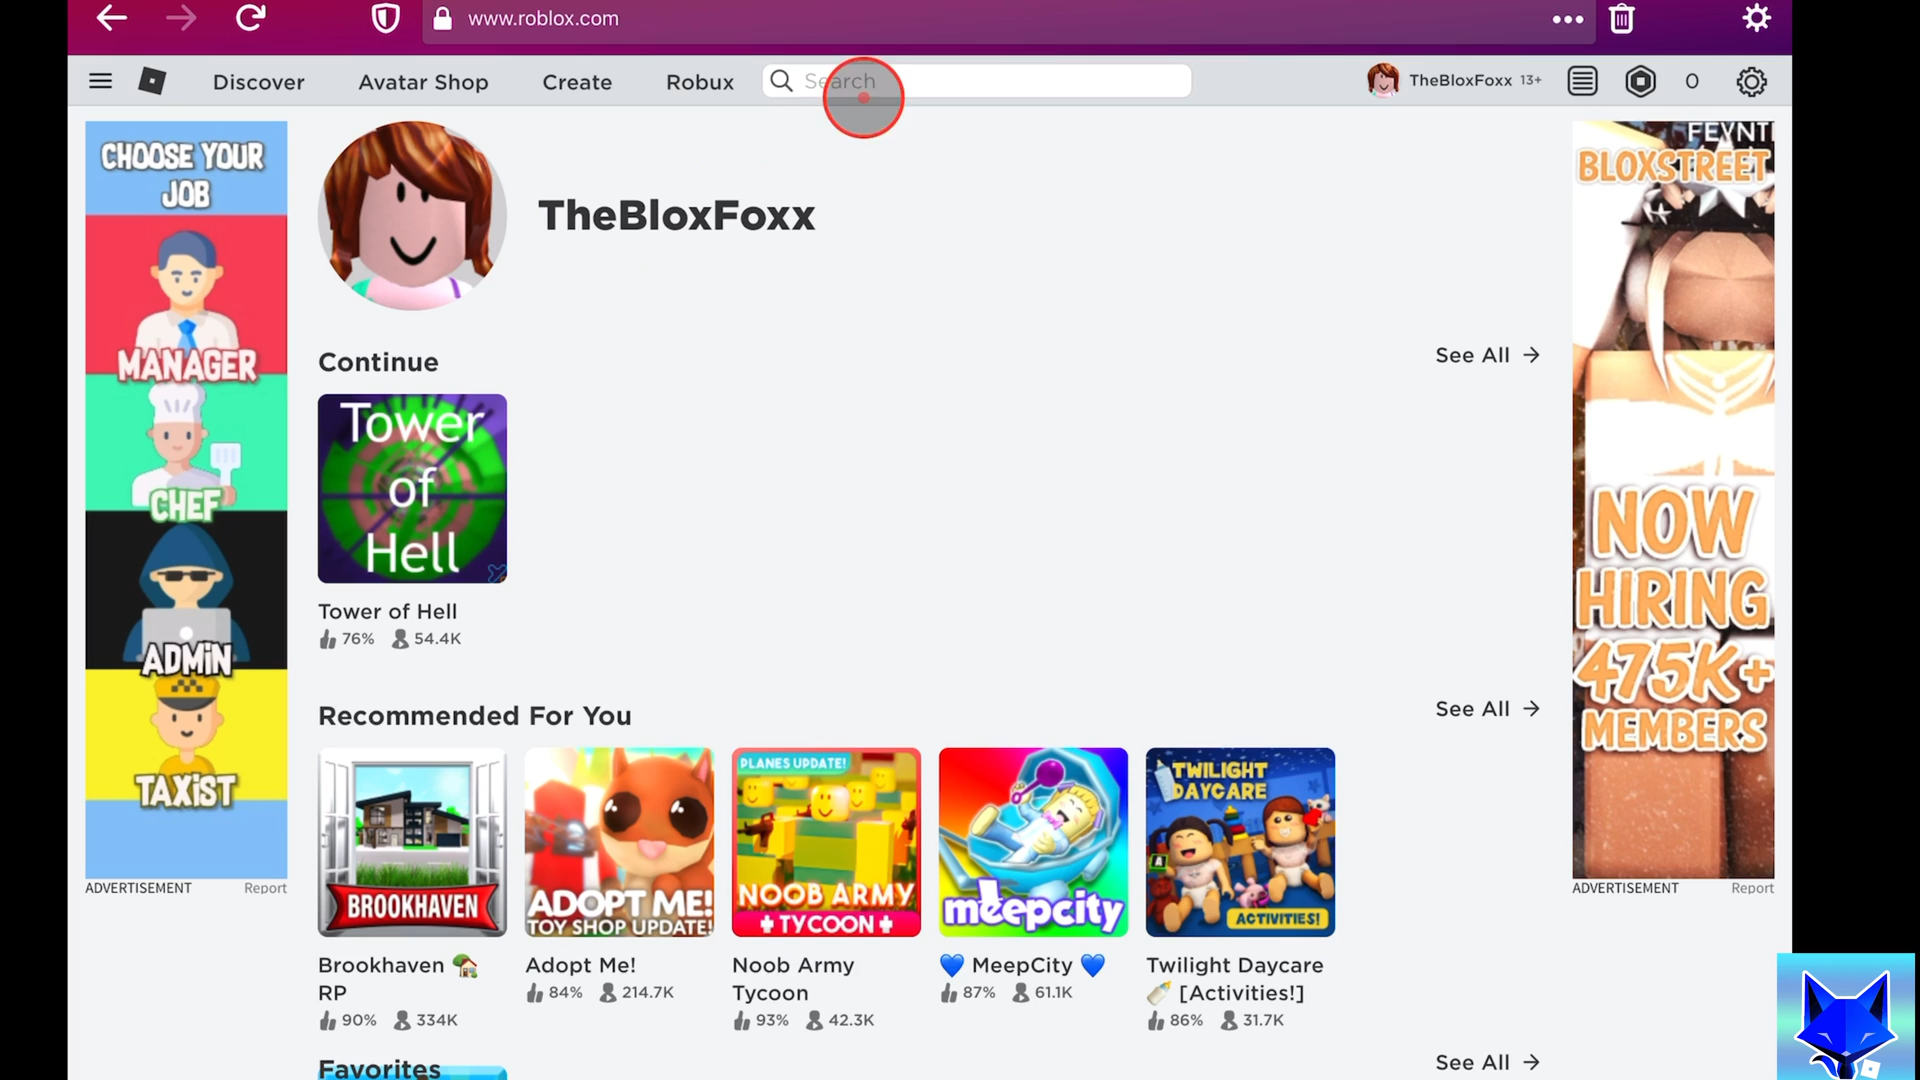 www.roblox.com
Discover
Avatar Shop
Create
Robux
Search
TheBloxFoxx 13+
0
CHOOSE YOUR
JOB
MANAGER
CHEF
ADMIN
TAXIST
ADVERTISEMENT
Report
TheBloxFoxx
Continue
See All
Tower
of
Hell
Tower of Hell
76%
54.4K
Recommended For You
See All
BROOKHAVEN
Brookhaven
RP
90%
334K
ADOPT ME!
TOY SHOP UPDATE!
Adopt Me!
84%
214.7K
PLANES UPDATE!
NOOB ARMY
TYCOON
Noob Army
Tycoon
93%
42.3K
meepcity
MeepCity
87%
61.1K
TWILIGHT
DAYCARE
A
ACTIVITIES!
Twilight Daycare
[Activities!]
86%
31.7K
Favorites
See All
BLOXSTREET
NOW
HIRING
475K+
MEMBERS
ADVERTISEMENT
Report